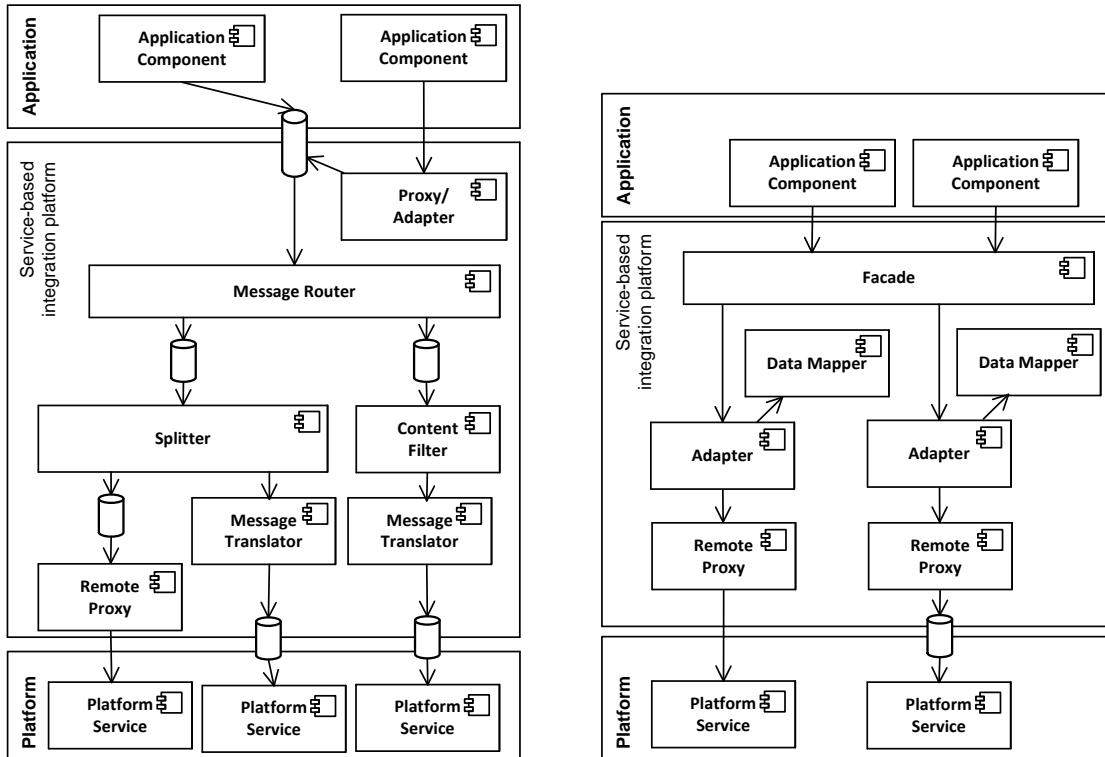 Application
Application
Component
Application
Component
Service-based
integration platform
Proxy/
Adapter
Message Router
Splitter
Content
Filter
Message
Translator
Message
Translator
Remote
Proxy
Platform
Platform
Service
Platform
Service
Platform
Service
Application
Application
Component
Application
Component
Service-based
integration platform
Facade
Data Mapper
Data Mapper
Adapter
Adapter
Remote
Proxy
Remote
Proxy
Platform
Platform
Service
Platform
Service